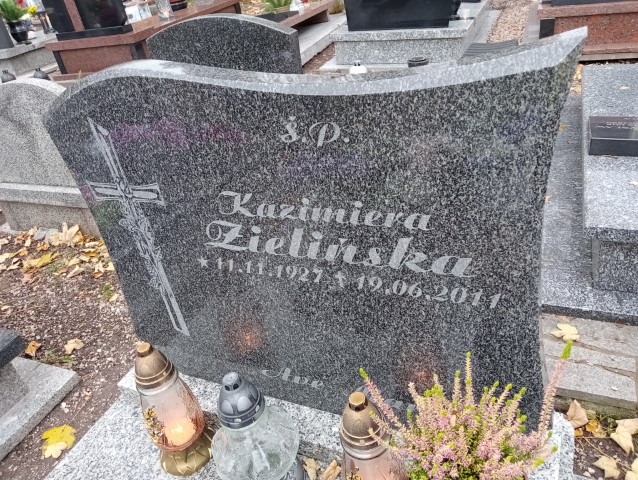 ś.P.
Kazimiera
Zielińska
* 11.11.1927 ✝ 19.06.2011
Ave